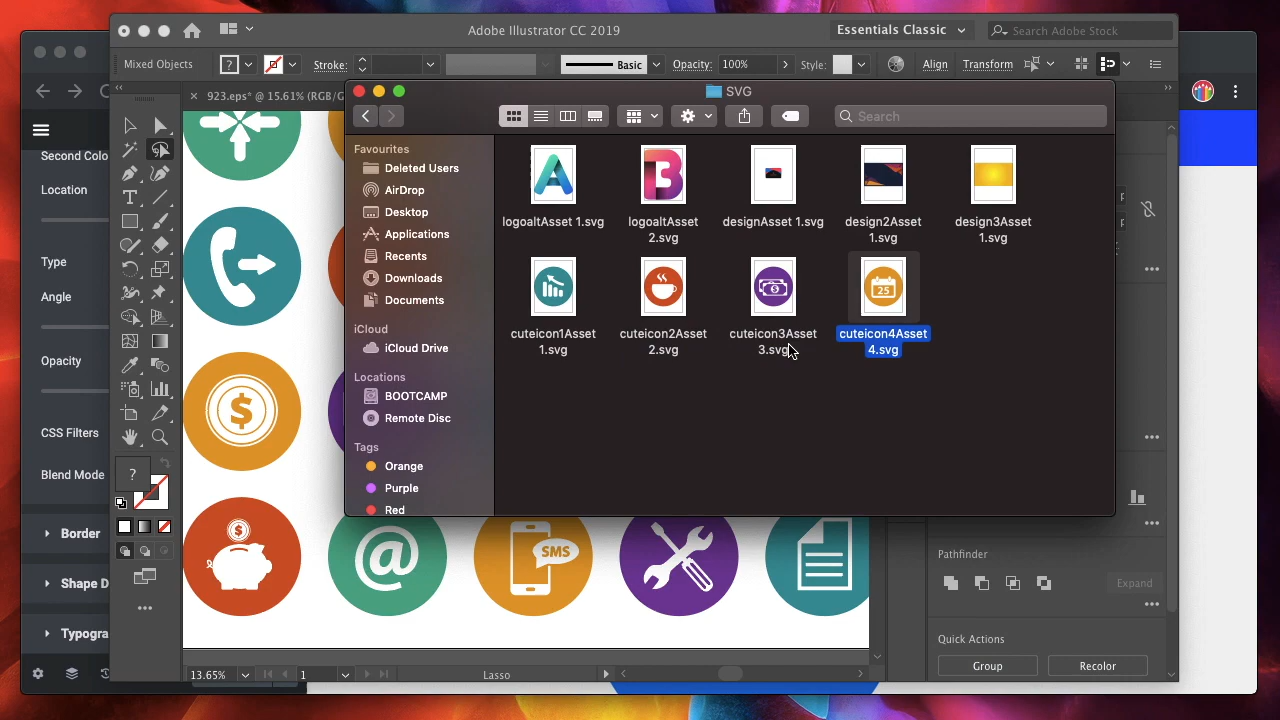 Adobe Illustrator CC 2019
Essentials Classic
Search Adobe Stock
Mixed Objects
?
Stroke:
Basic
Opacity:
100%
Style:
Align
Transform
× 923.eps* @ 15.61% (RGB/G
SVG
Search
Favourites
Deleted Users
AirDrop
Desktop
Applications
Recents
Downloads
Documents
iCloud
iCloud Drive
Locations
BOOTCAMP
Remote Disc
Tags
Orange
Purple
Red
logoaltAsset 1.svg
logoaltAsset
2.svg
designAsset 1.svg
design2Asset
1.svg
design3Asset
1.svg
25
cuteicon1Asset
1.svg
cuteicon2Asset
2.svg
cuteicon3Asset
3.svg
cuteicon4Asset
4.svg
Second Colo
Location
Type
Angle
Opacity
CSS Filters
Blend Mode
Border
Shape D
Typogra
?
$
$
@
SMS
Pathfinder
Expand
Quick Actions
Group
Recolor
13.65%
1
Lasso